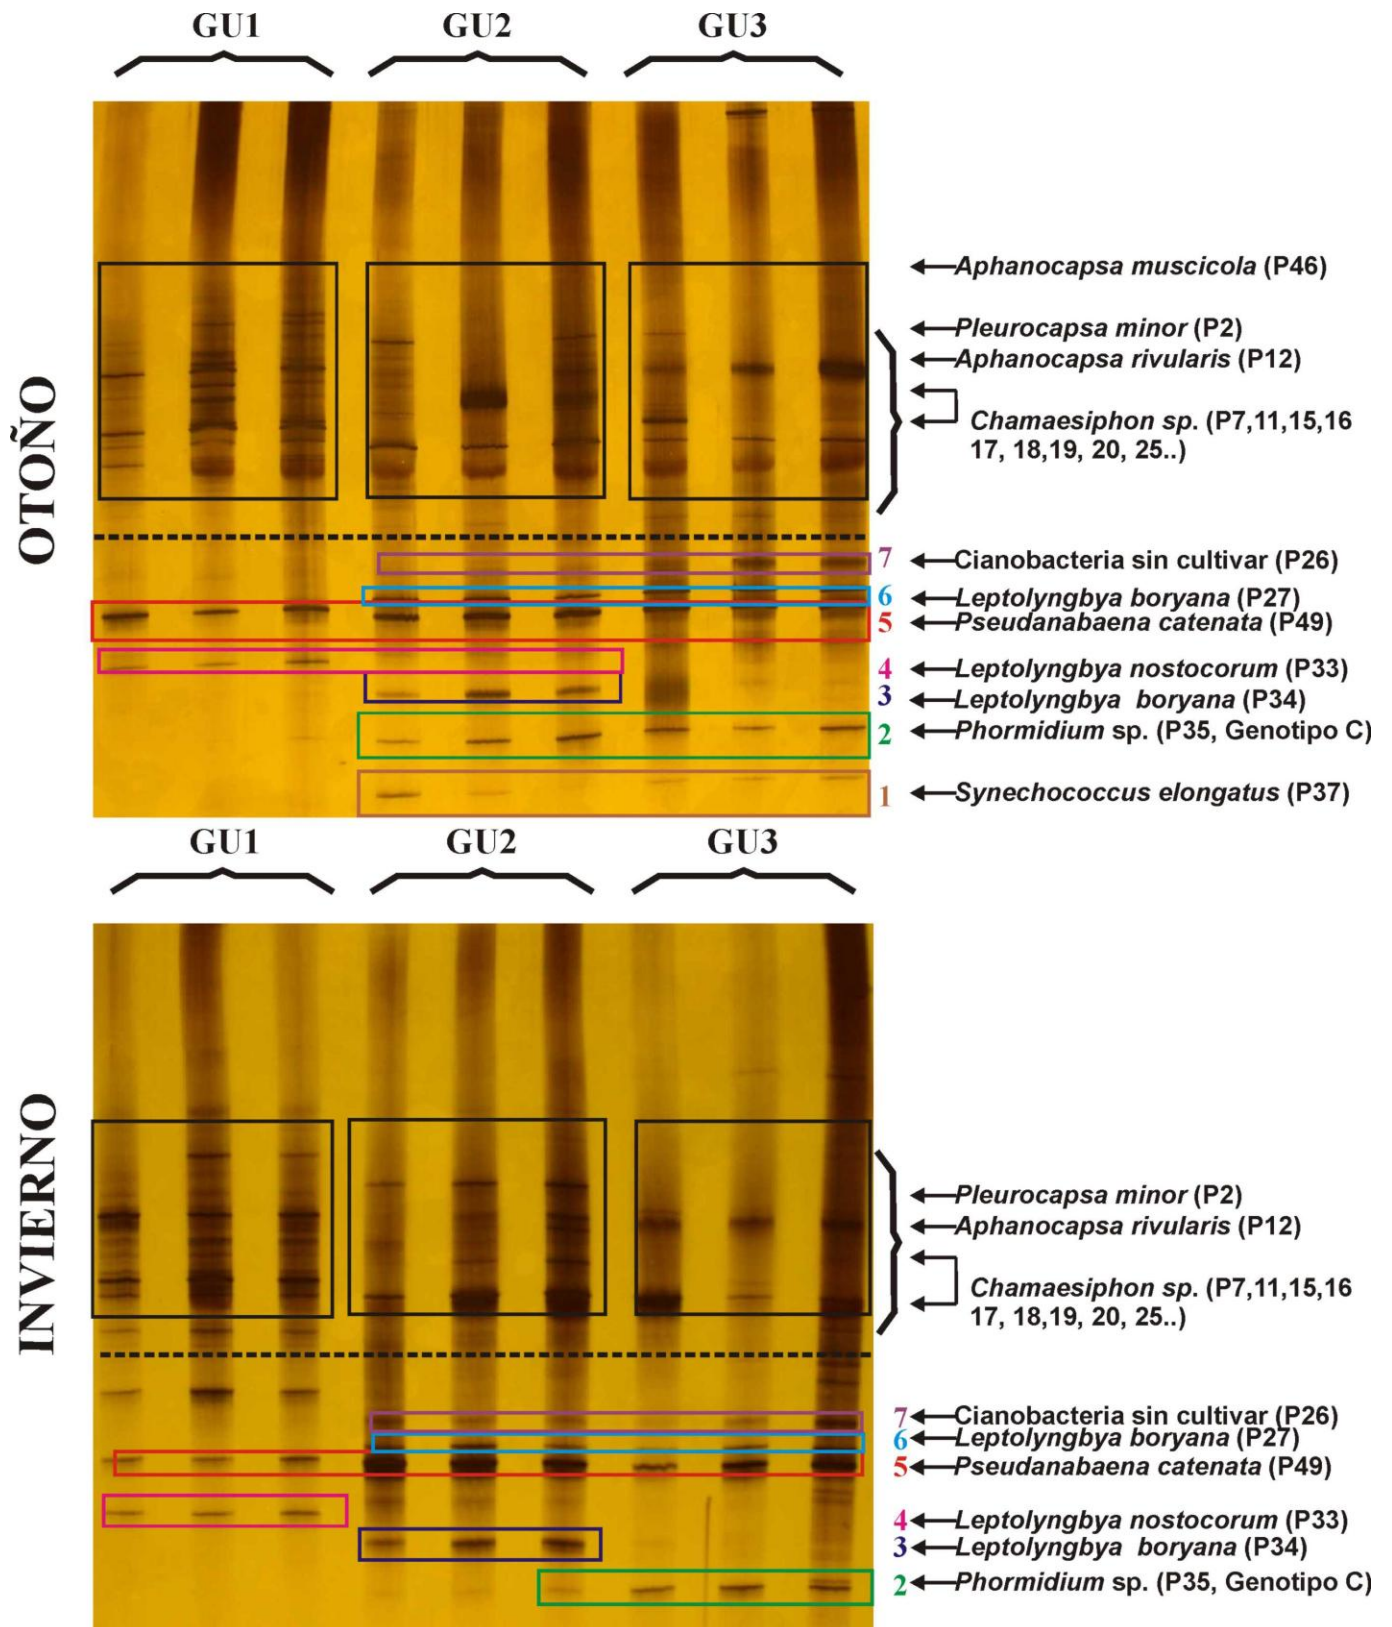 GU1 GU2 GU3
OTOÑO
Aphanocapsa muscicola (P46)
Pleurocapsa minor (P2)
Aphanocapsa rivularis (P12)
Chamaesiphon sp. (P7,11,15,16
17, 18,19, 20, 25..)
7 Cianobacteria sin cultivar (P26)
6 Leptolyngbya boryana (P27)
5 Pseudanabaena catenata (P49)
4 Leptolyngbya nostocorum (P33)
3 Leptolyngbya boryana (P34)
2 Phormidium sp. (P35, Genotipo C)
1 Synechococcus elongatus (P37)
GU1 GU2 GU3
INVIERNO
Pleurocapsa minor (P2)
Aphanocapsa rivularis (P12)
Chamaesiphon sp. (P7,11,15,16
17, 18,19, 20, 25..)
7 Cianobacteria sin cultivar (P26)
6 Leptolyngbya boryana (P27)
5 Pseudanabaena catenata (P49)
4 Leptolyngbya nostocorum (P33)
3 Leptolyngbya boryana (P34)
2 Phormidium sp. (P35, Genotipo C)